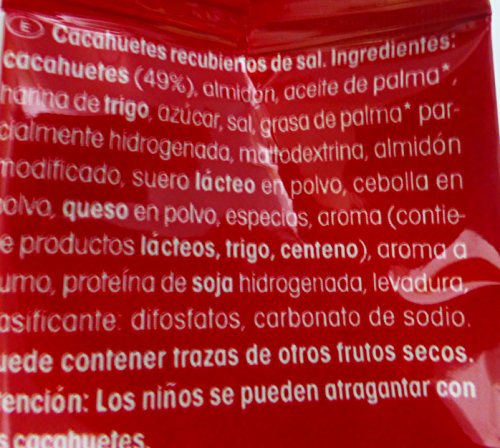 E Cacahuetes recubiertos de sal. Ingredientes:
cacahuetes (49%), almidón, aceite de palma*,
harina de trigo, azúcar, sal, grasa de palma* par-
cialmente hidrogenada, maltodextrina, almidón
modificado, suero lácteo en polvo, cebolla en
polvo, queso en polvo, especias, aroma (contie-
e productos lácteos, trigo, centeno), aroma a
umo, proteína de soja hidrogenada, levadura,
asificante: difosfatos, carbonato de sodio.
uede contener trazas de otros frutos secos.
tención: Los niños se pueden atragantar con
s cacahuetes.